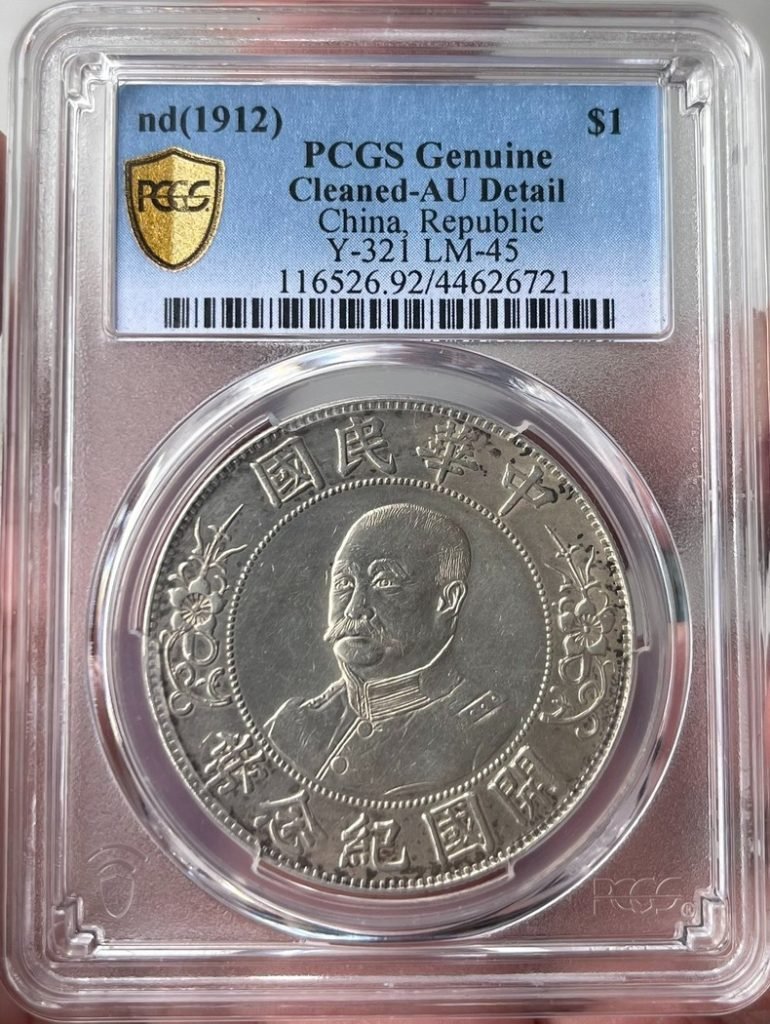 nd(1912) $1
PCGS Genuine
PCGS
Cleaned-AU Detail
China, Republic
Y-321 LM-45
116526.92/44626721
國民華中
幣念紀國開
PCGS